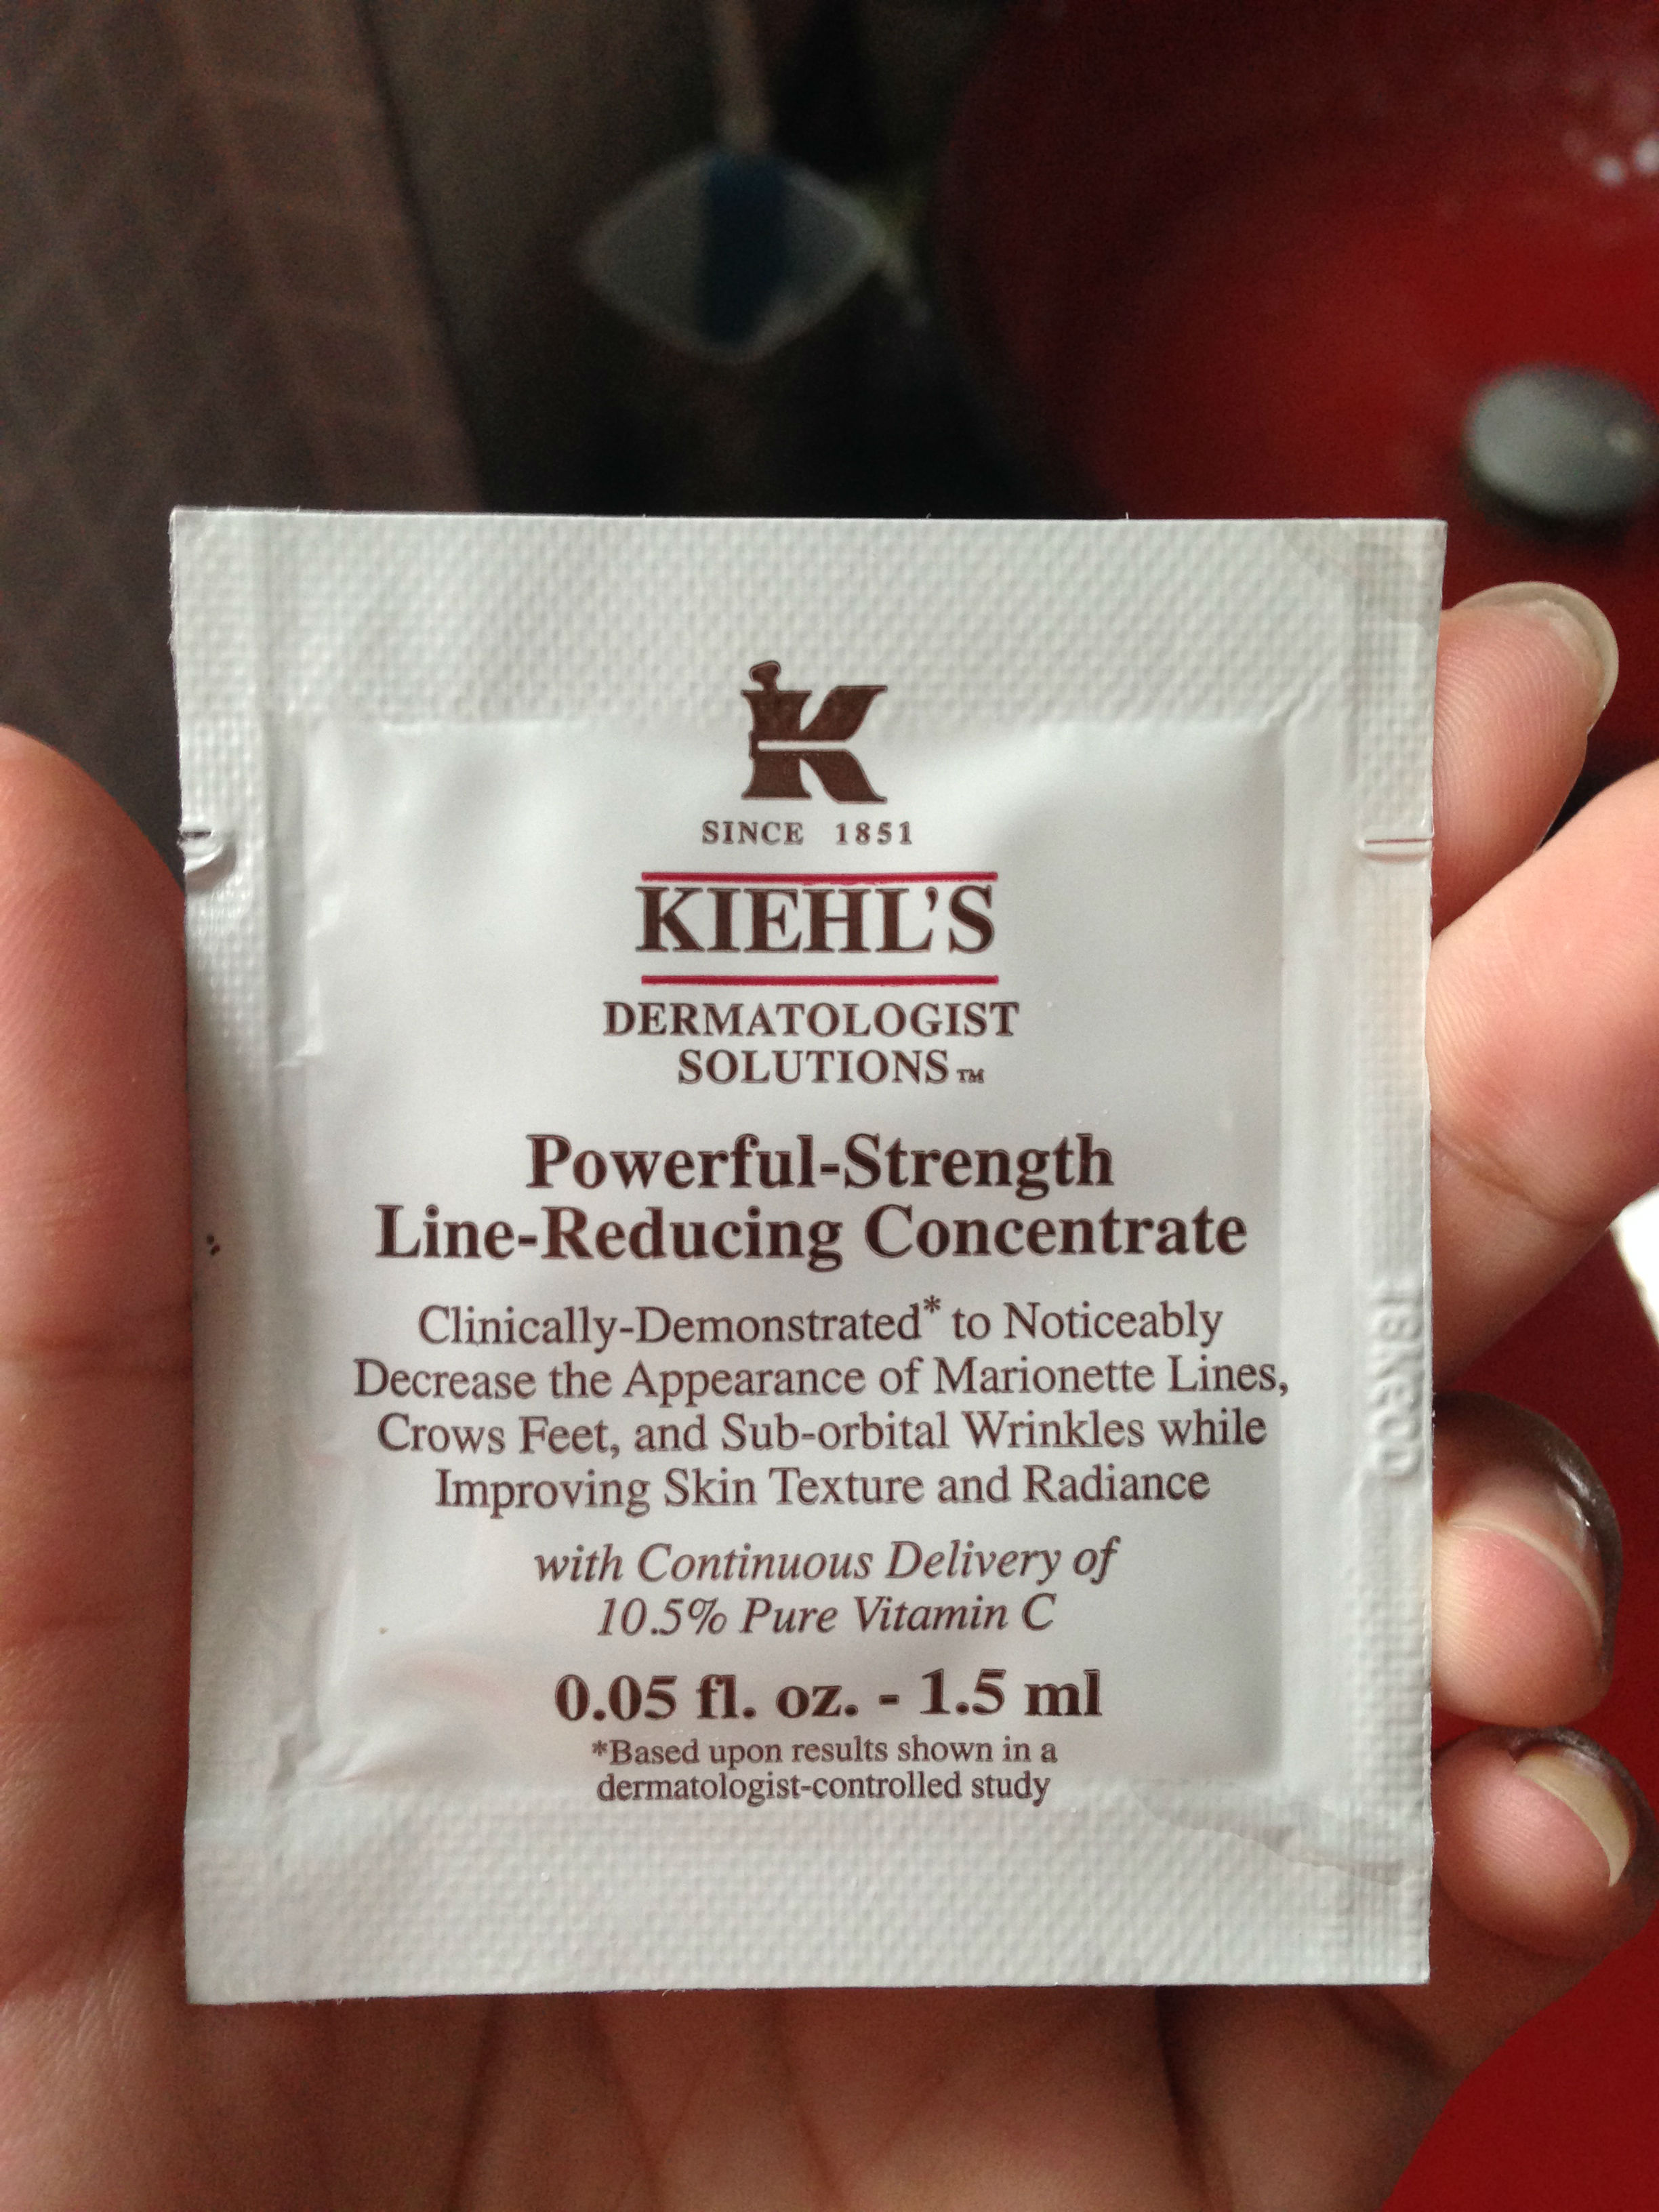 K
SINCE 1851
KIEHL'S
DERMATOLOGIST
SOLUTIONS™
Powerful-Strength
Line-Reducing Concentrate
Clinically-Demonstrated* to Noticeably
Decrease the Appearance of Marionette Lines,
Crows Feet, and Sub-orbital Wrinkles while
Improving Skin Texture and Radiance
with Continuous Delivery of
10.5% Pure Vitamin C
0.05 fl. oz. - 1.5 ml
*Based upon results shown in a
dermatologist-controlled study